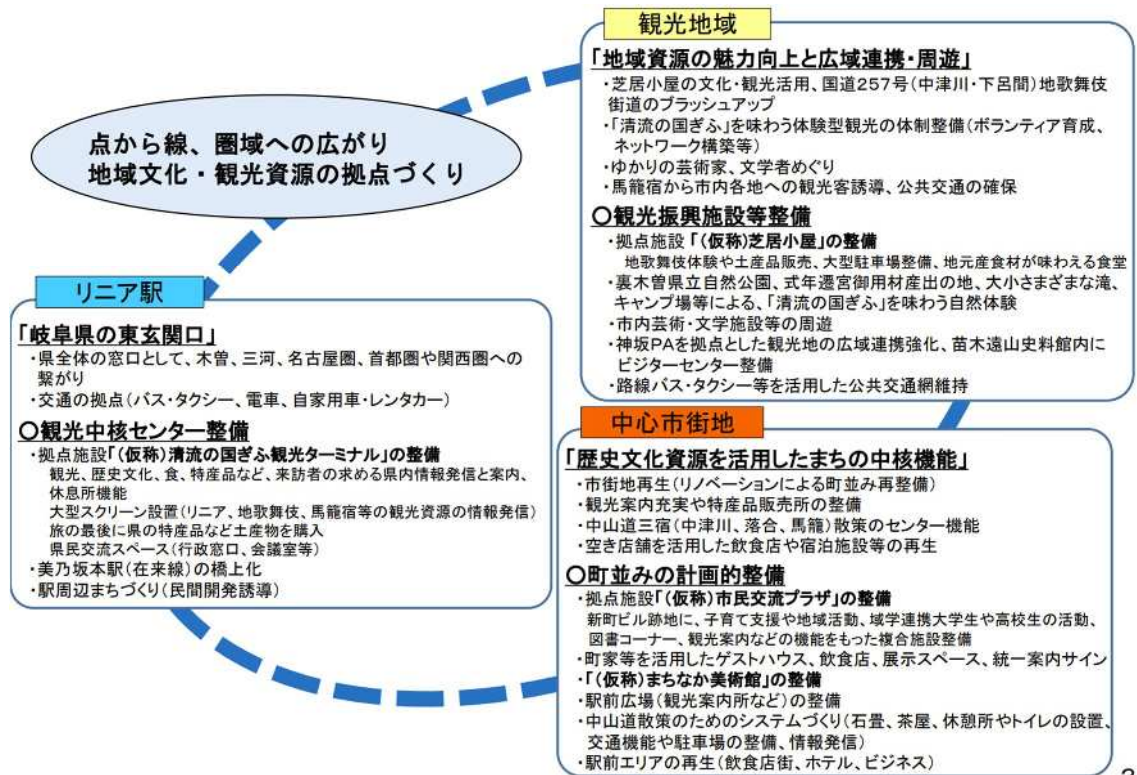 観光地域
「地域資源の魅力向上と広域連携・周遊」
・芝居小屋の文化・観光活用、国道257号(中津川・下呂間)地歌舞伎
街道のブラッシュアップ
・「清流の国ぎふ」を味わう体験型観光の体制整備(ボランティア育成、
ネットワーク構築等)
・ゆかりの芸術家、文学者めぐり
・馬籠宿から市内各地への観光客誘導、公共交通の確保
〇観光振興施設等整備
・拠点施設「(仮称)芝居小屋」の整備
地歌舞伎体験や土産品販売、大型駐車場整備、地元産食材が味わえる食堂
・裏木曽県立自然公園、式年遷宮御用材産出の地、大小さまざまな滝、
キャンプ場等による、「清流の国ぎふ」を味わう自然体験
・市内芸術・文学施設等の周遊
・神坂PAを拠点とした観光地の広域連携強化、苗木遠山史料館内に
ビジターセンター整備
・路線バス・タクシー等を活用した公共交通網維持
点から線、圏域への広がり
地域文化・観光資源の拠点づくり
リニア駅
「岐阜県の東玄関口」
・県全体の窓口として、木曽、三河、名古屋圏、首都圏や関西圏への
繋がり
・交通の拠点(バス・タクシー、電車、自家用車・レンタカー)
〇観光中核センター整備
・拠点施設「(仮称)清流の国ぎふ観光ターミナル」の整備
観光、歴史文化、食、特産品など、来訪者の求める県内情報発信と案内、
休息所機能
大型スクリーン設置(リニア、地歌舞伎、馬籠宿等の観光資源の情報発信)
旅の最後に県の特産品など土産物を購入
県民交流スペース(行政窓口、会議室等)
・美乃坂本駅(在来線)の橋上化
・駅周辺まちづくり(民間開発誘導)
中心市街地
「歴史文化資源を活用したまちの中核機能」
・市街地再生(リノベーションによる町並み再整備)
・観光案内充実や特産品販売所の整備
・中山道三宿(中津川、落合、馬籠)散策のセンター機能
・空き店舗を活用した飲食店や宿泊施設等の再生
〇町並みの計画的整備
・拠点施設「(仮称)市民交流プラザ」の整備
新町ビル跡地に、子育て支援や地域活動、域学連携大学生や高校生の活動、
図書コーナー、観光案内などの機能をもった複合施設整備
・町家等を活用したゲストハウス、飲食店、展示スペース、統一案内サイン
・「(仮称)まちなか美術館」の整備
・駅前広場(観光案内所など)の整備
・中山道散策のためのシステムづくり(石畳、茶屋、休憩所やトイレの設置、
交通機能や駐車場の整備、情報発信)
・駅前エリアの再生(飲食店街、ホテル、ビジネス)